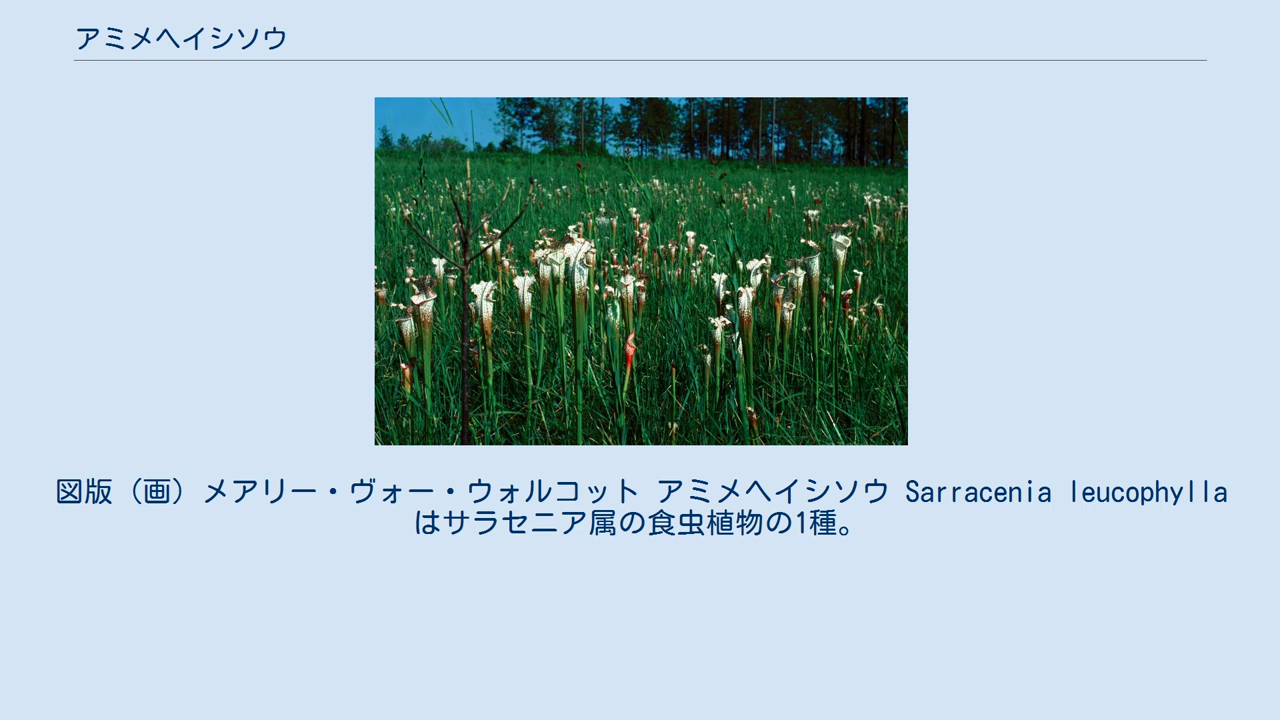 アミメヘイシソウ
図版（画）メアリー・ヴォー・ウォルコット アミメヘイシソウ Sarracenia leucophylla
はサラセニア属の食虫植物の1種。